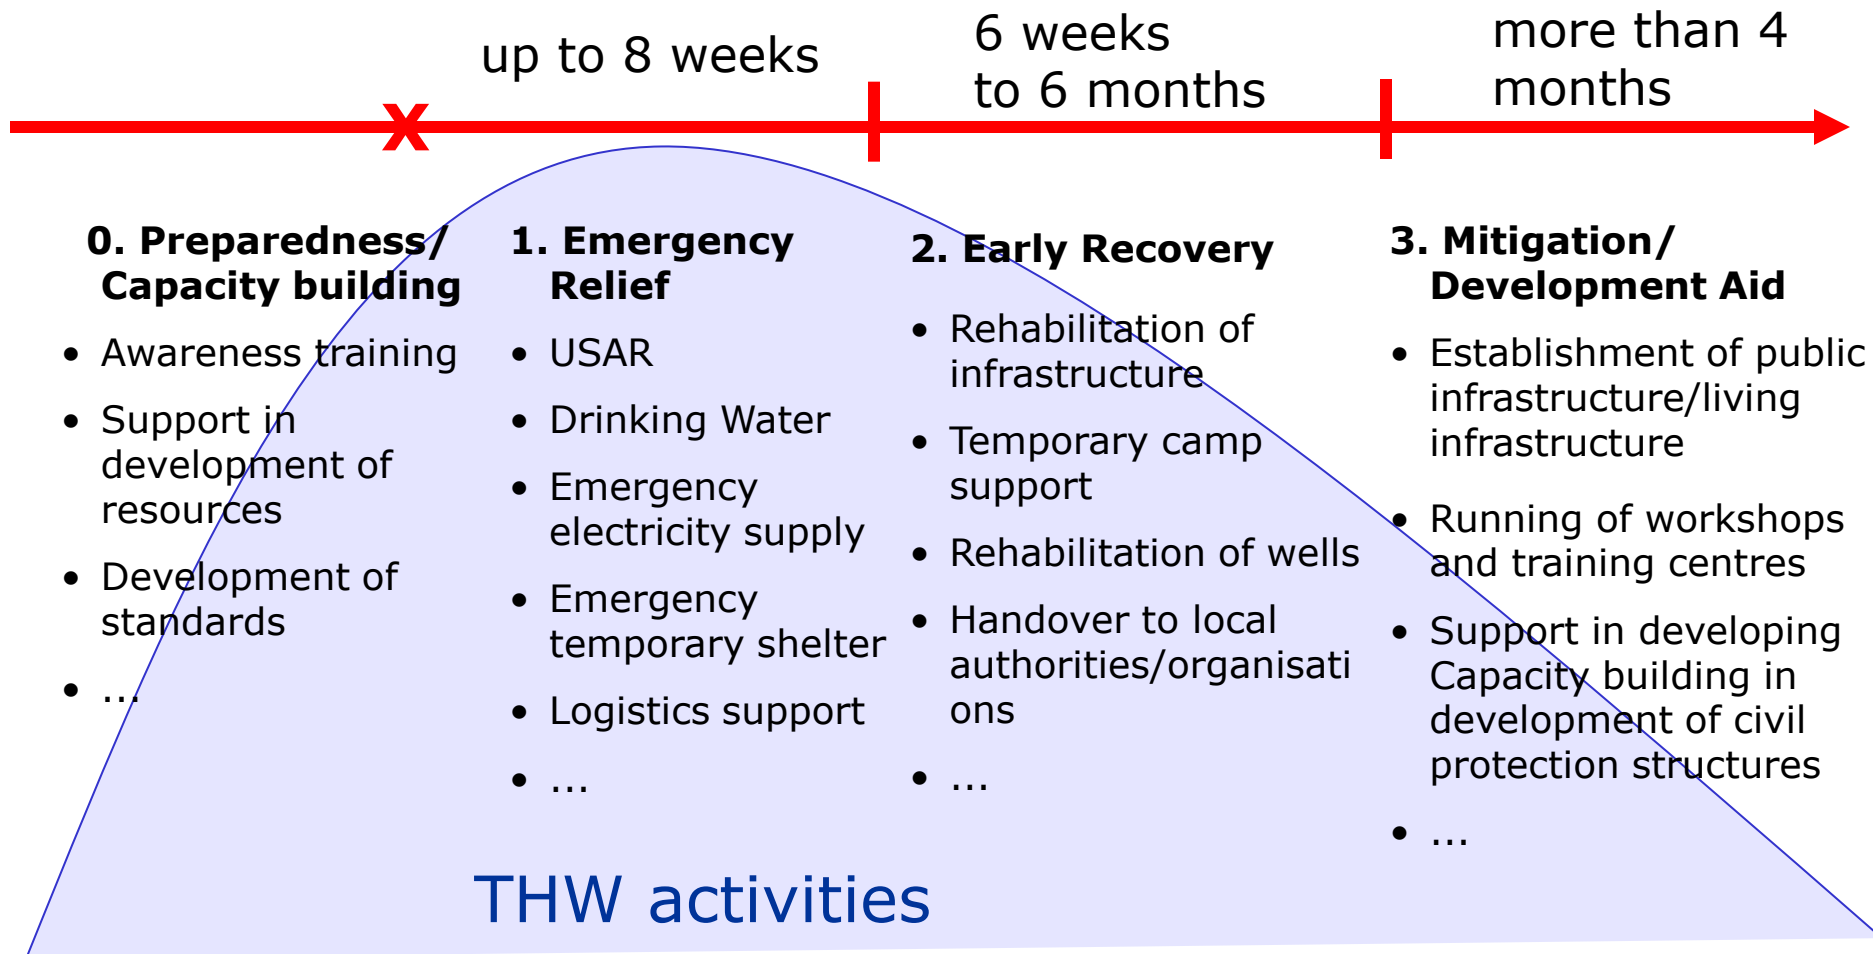 up to 8 weeks
6 weeks
to 6 months
more than 4
months
x
0. Preparedness/
Capacity building
• Awareness training
• Support in
development of
resources
• Development of
standards
• ...
1. Emergency
Relief
• USAR
• Drinking Water
• Emergency
electricity supply
• Emergency
temporary shelter
• Logistics support
• ...
2. Early Recovery
• Rehabilitation of
infrastructure
• Temporary camp
support
• Rehabilitation of wells
• Handover to local
authorities/organisati
ons
• ...
3. Mitigation/
Development Aid
• Establishment of public
infrastructure/living
infrastructure
• Running of workshops
and training centres
• Support in developing
Capacity building in
development of civil
protection structures
• ...
THW activities